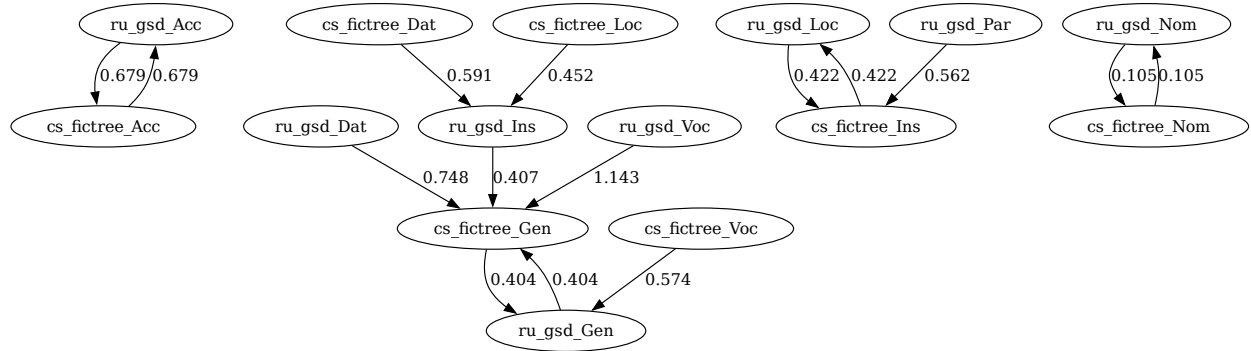 ru_gsd_Acc cs_fictree_Dat cs_fictree_Loc ru_gsd_Loc ru_gsd_Par ru_gsd_Nom
0.679 0.679 0.591 0.452 0.422 0.422 0.562 0.105 0.105
cs_fictree_Acc ru_gsd_Dat ru_gsd_Ins ru_gsd_Voc cs_fictree_Ins cs_fictree_Nom
0.748 0.407 1.143
cs_fictree_Gen cs_fictree_Voc
0.404 0.404 0.574
ru_gsd_Gen